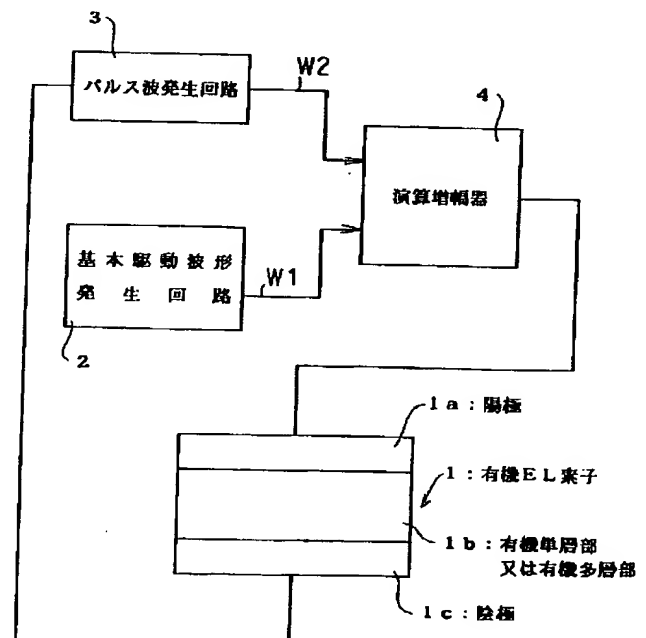 3
パルス波発生回路
W2
4
演算増幅器
基本駆動波形
発生回路
W1
2
1a：陽極
1：有機EL素子
1b：有機単層部
又は有機多層部
1c：陰極